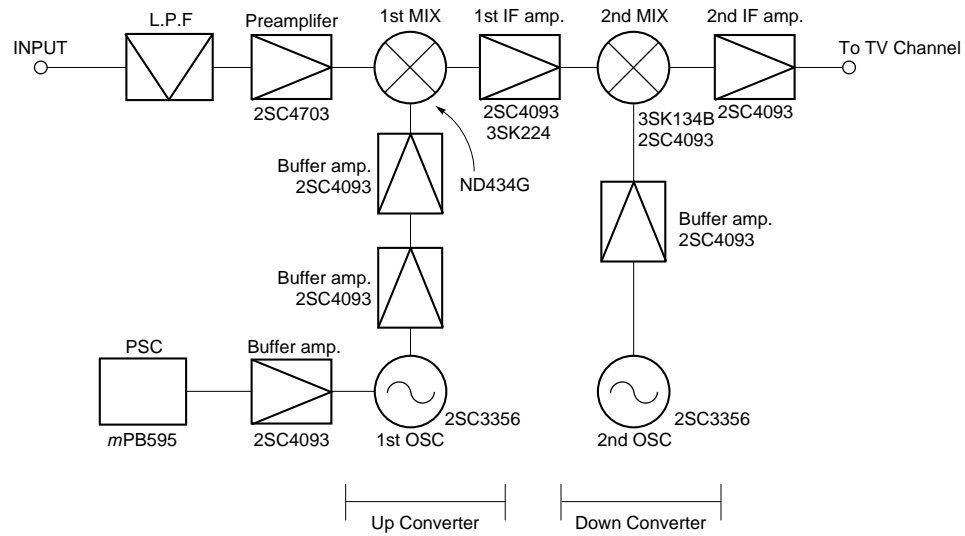 INPUT
L.P.F
Preamplifer
2SC4703
1st MIX
1st IF amp.
2SC4093
3SK224
2nd MIX
2nd IF amp.
2SC4093
To TV Channel
3SK134B
2SC4093
ND434G
Buffer amp.
2SC4093
Buffer amp.
2SC4093
Buffer amp.
2SC4093
PSC
mPB595
Buffer amp.
2SC4093
2SC3356
1st OSC
2SC3356
2nd OSC
Up Converter
Down Converter